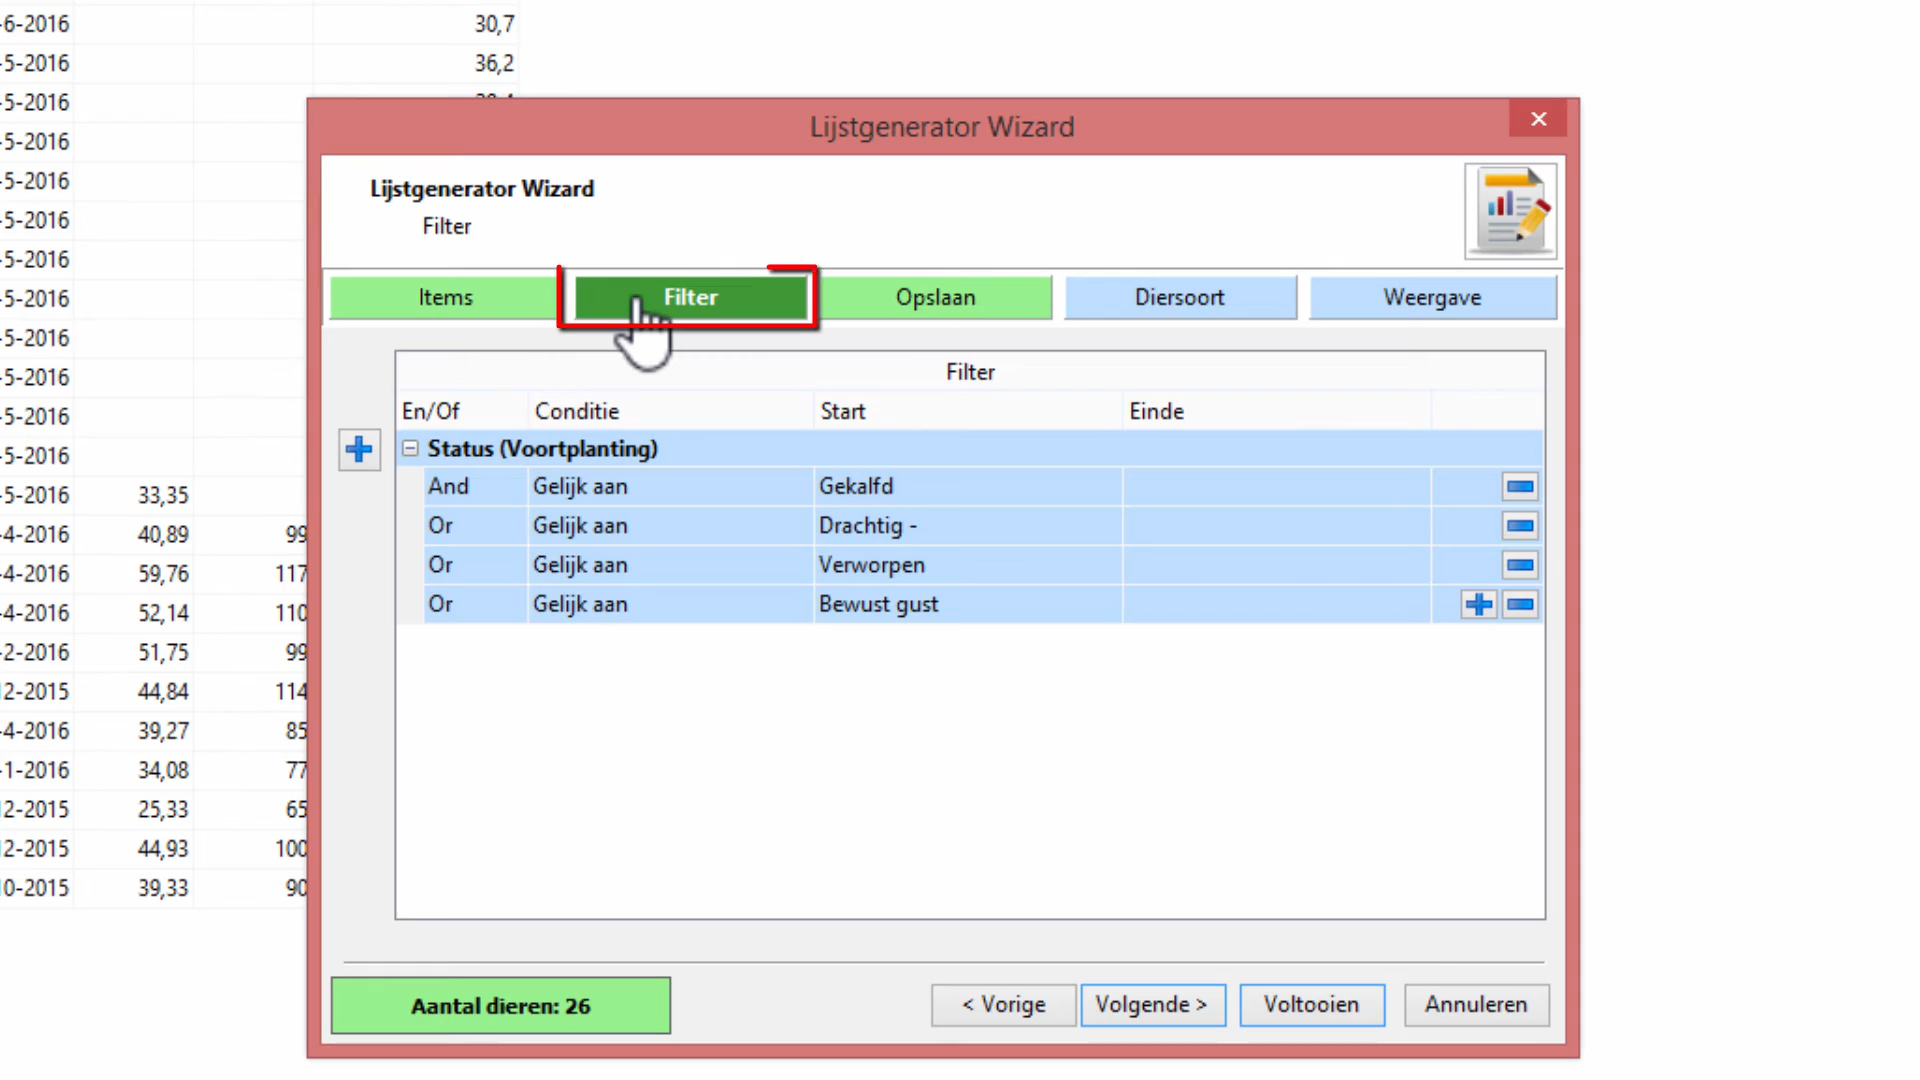 -6-2016 30,7
-5-2016 36,2
-5-2016
Lijstgenerator Wizard
-5-2016
-5-2016
Lijstgenerator Wizard
-5-2016
Filter
-5-2016
-5-2016
Items Filter Opslaan Diersoort Weergave
-5-2016
-5-2016
Filter
-5-2016
En/Of Conditie Start Einde
-5-2016
Status (Voortplanting)
-5-2016 33,35
And Gelijk aan Gekalfd
-4-2016 40,89 99
Or Gelijk aan Drachtig -
-4-2016 59,76 117
Or Gelijk aan Verworpen
-4-2016 52,14 110
Or Gelijk aan Bewust gust
-2-2016 51,75 99
2-2015 44,84 114
-4-2016 39,27 85
-1-2016 34,08 77
2-2015 25,33 65
2-2015 44,93 100
0-2015 39,33 90
Aantal dieren: 26 < Vorige Volgende > Voltooien Annuleren